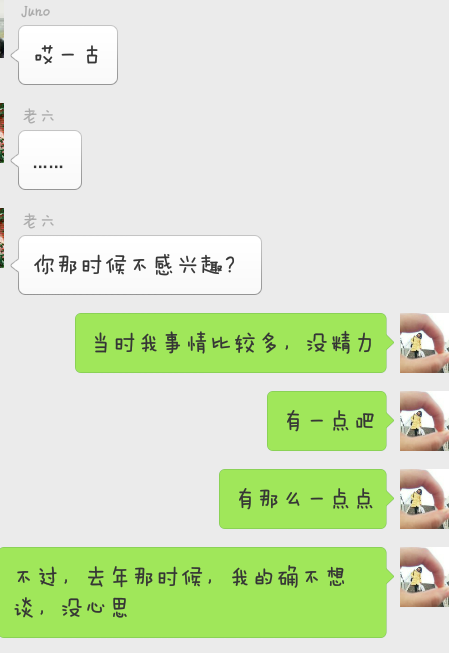 Juno
哎一古
老六
……
老六
你那时候不感兴趣？
当时我事情比较多，没精力
有一点吧
有那么一点点
不过，去年那时候，我的确不想
谈，没心思